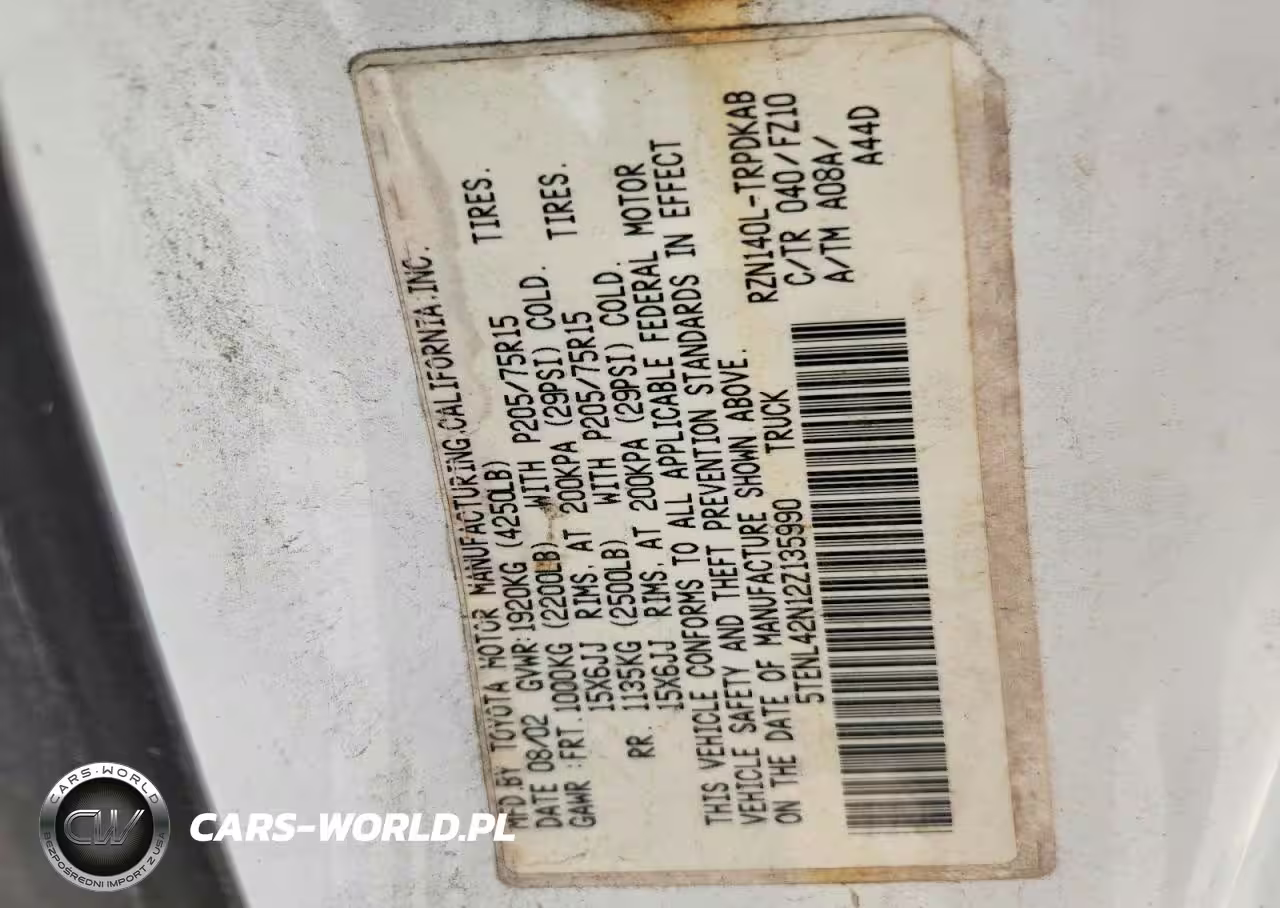 MFD.BY TOYOTA MOTOR MANUFACTURING,CALIFORNIA,INC.
DATE 08/02 GVWR:1920KG (4250LB)
GAWR :FRT.1000KG (2200LB) WITH P205/75R15 TIRES.
15X6JJ RIMS, AT 200KPA (29PSI) COLD.
RR. 1135KG (2500LB) WITH P205/75R15 TIRES.
15X6JJ RIMS, AT 200KPA (29PSI) COLD.
THIS VEHICLE CONFORMS TO ALL APPLICABLE FEDERAL MOTOR
VEHICLE SAFETY AND THEFT PREVENTION STANDARDS IN EFFECT
ON THE DATE OF MANUFACTURE SHOWN ABOVE.
5TENL42N12Z135990 TRUCK
RZN140L-TRPDKAB
C/TR 040/FZ10
A/TM A08A/
A44D
CARS-WORLD
CW
BEZPOŚREDNI IMPORT Z USA
CARS-WORLD.PL